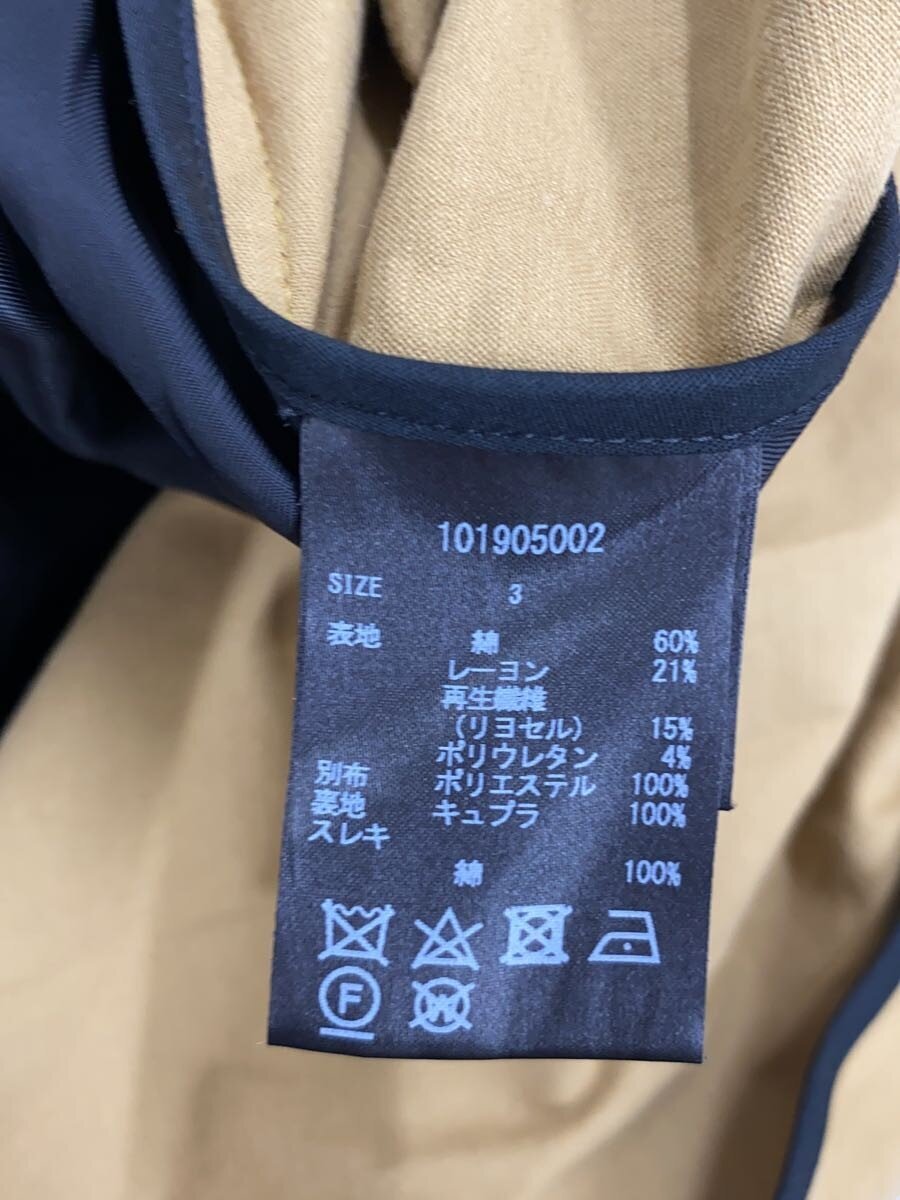 101905002
SIZE 3
表地 綿 60%
レーヨン 21%
再生繊維
(リヨセル) 15%
ポリウレタン 4%
別布 ポリエステル 100%
裏地 キュプラ 100%
スレキ
綿 100%
F
W